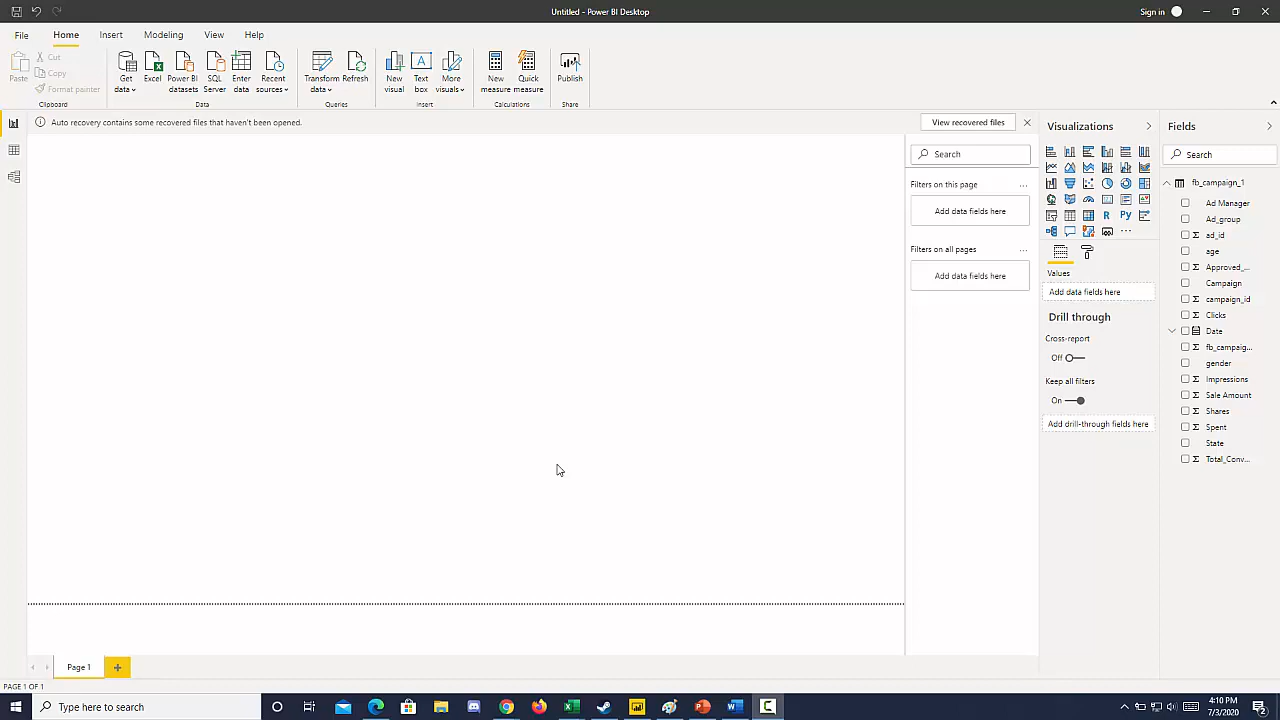 Untitled - Power BI Desktop
Sign in
File Home Insert Modeling View Help
Paste
Cut
Copy
Format painter
Clipboard
Get data
Excel
Power BI datasets
SQL Server
Enter data
Recent sources
Data
Transform data
Refresh
Queries
New visual
Text box
More visuals
Insert
New measure
Quick measure
Calculations
Publish
Share
Auto recovery contains some recovered files that haven't been opened.
View recovered files
Search
Filters on this page
...
Add data fields here
Filters on all pages
...
Add data fields here
Visualizations
R
Py
...
Values
Add data fields here
Drill through
Cross-report
Off
Keep all filters
On
Add drill-through fields here
Fields
Search
fb_campaign_1
Ad Manager
Ad_group
Σ ad_id
age
Σ Approved_...
Campaign
Σ campaign_id
Σ Clicks
Date
Σ fb_campaig...
gender
Σ Impressions
Σ Sale Amount
Σ Shares
Σ Spent
State
Σ Total_Conv...
Page 1
+
PAGE 1 OF 1
Type here to search
4:10 PM
7/3/2020
2